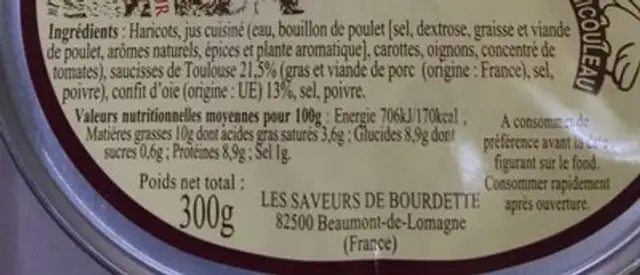 Ingrédients : Haricots, jus cuisiné (eau, bouillon de poulet [sel, dextrose, graisse et viande
de poulet, arômes naturels, épices et plante aromatique], carottes, oignons, concentré de
tomates), saucisses de Toulouse 21,5% (gras et viande de porc (origine : France), sel,
poivre), confit d'oie (origine : UE) 13%, sel, poivre.
Valeurs nutritionnelles moyennes pour 100g : Energie 706kJ/170kcal ;
Matières grasses 10g dont acides gras saturés 3,6g ; Glucides 8,9g dont
sucres 0,6g ; Protéines 8,9g ; Sel 1g.
A consommer de
préférence avant la
figurant sur le fond.
Consommer rapidement
après ouverture.
Poids net total :
300g
LES SAVEURS DE BOURDETTE
82500 Beaumont-de-Lomagne
(France)